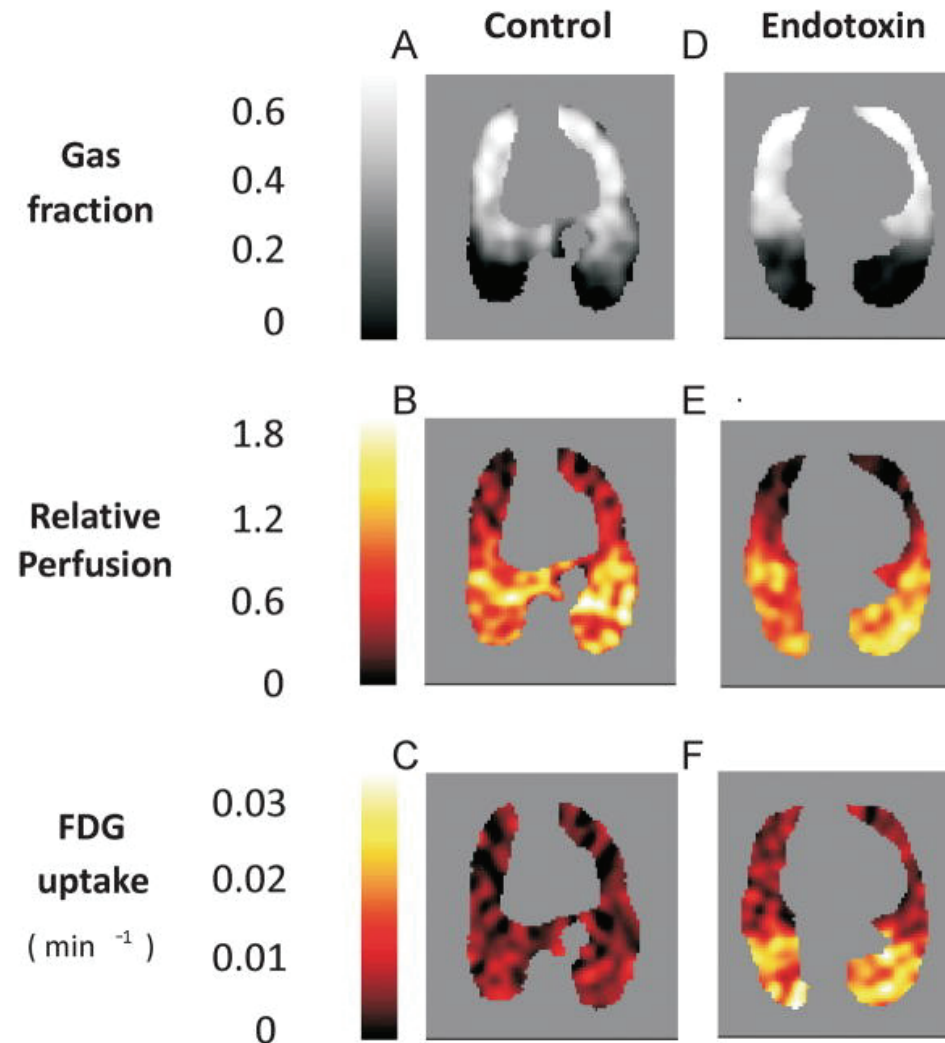 Control
Endotoxin
A
D
Gas
fraction
0.6
0.4
0.2
0
B
E
Relative
Perfusion
1.8
1.2
0.6
0
C
F
FDG
uptake
( min ⁻¹ )
0.03
0.02
0.01
0